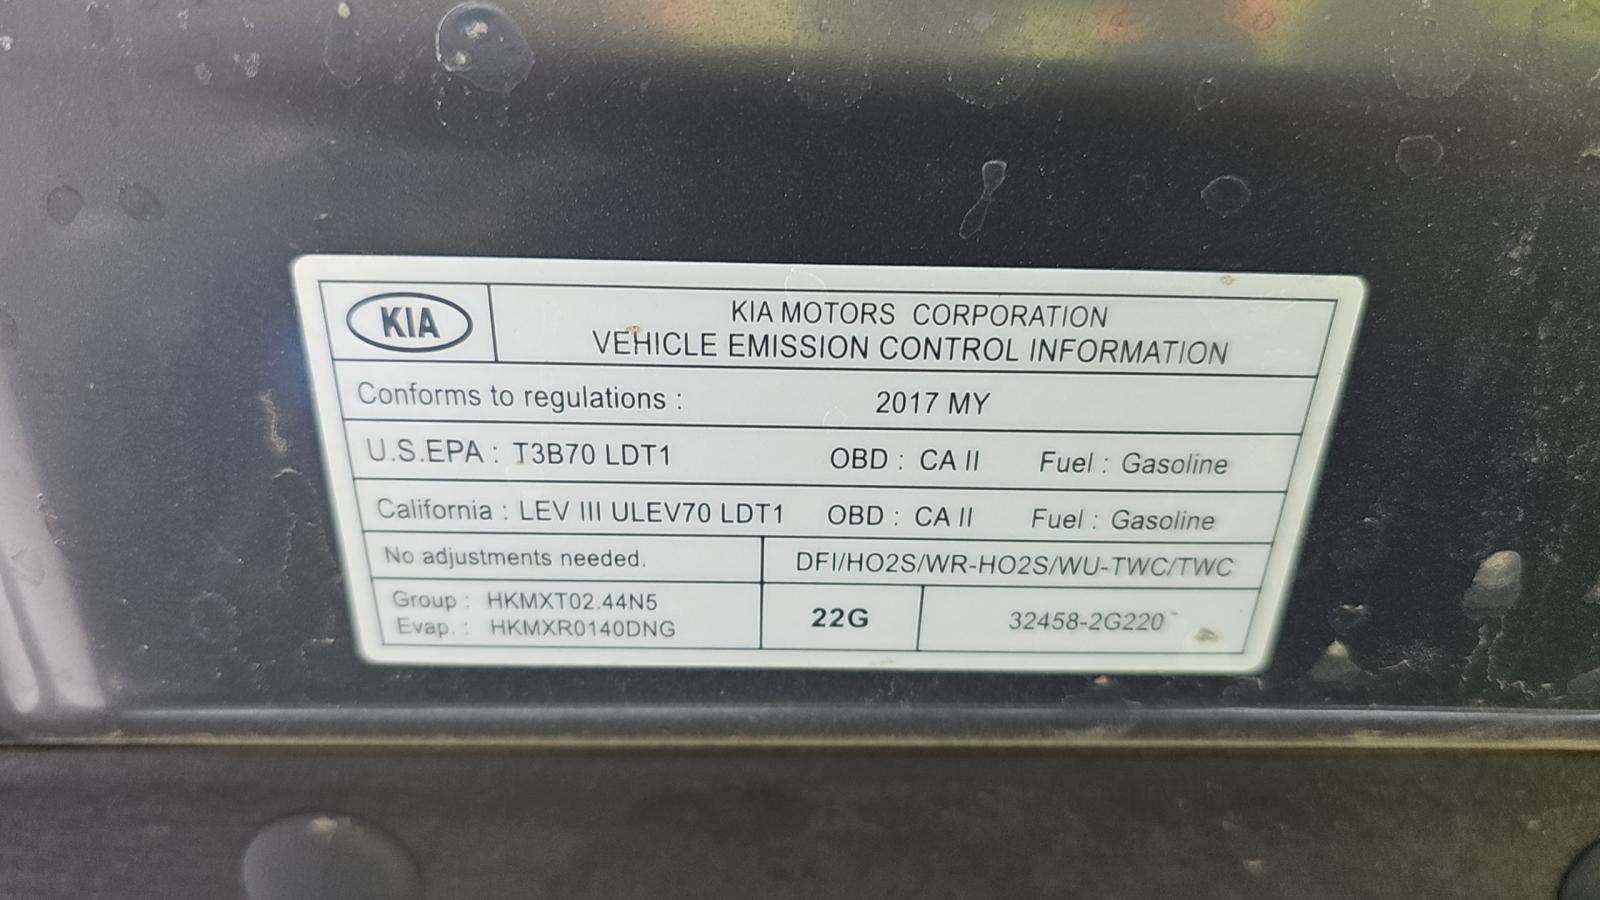 KIA
KIA MOTORS CORPORATION
VEHICLE EMISSION CONTROL INFORMATION
Conforms to regulations : 2017 MY
U.S.EPA : T3B70 LDT1 OBD : CA II Fuel : Gasoline
California : LEV III ULEV70 LDT1 OBD : CA II Fuel : Gasoline
No adjustments needed. DFI/HO2S/WR-HO2S/WU-TWC/TWC
Group : HKMXT02.44N5
Evap. : HKMXR0140DNG
22G
32458-2G220